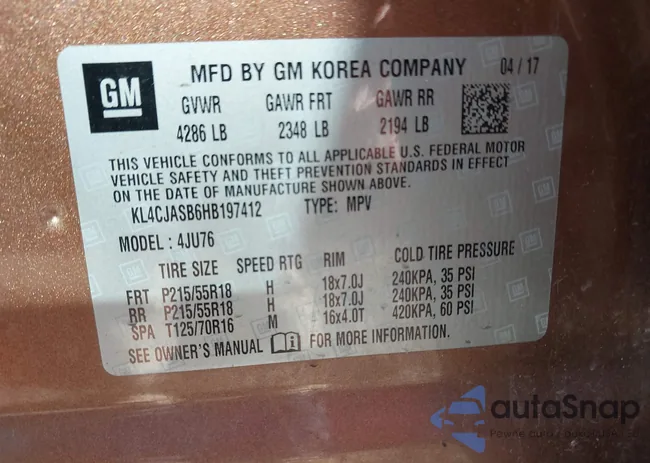 GM
MFD BY GM KOREA COMPANY 04 / 17
GVWR GAWR FRT GAWR RR
4286 LB 2348 LB 2194 LB
THIS VEHICLE CONFORMS TO ALL APPLICABLE U.S. FEDERAL MOTOR
VEHICLE SAFETY AND THEFT PREVENTION STANDARDS IN EFFECT
ON THE DATE OF MANUFACTURE SHOWN ABOVE.
KL4CJASB6HB197412 TYPE: MPV
MODEL : 4JU76
TIRE SIZE SPEED RTG RIM COLD TIRE PRESSURE
FRT P215/55R18 H 18x7.0J 240KPA, 35 PSI
RR P215/55R18 H 18x7.0J 240KPA, 35 PSI
SPA T125/70R16 M 16x4.0T 420KPA, 60 PSI
SEE OWNER'S MANUAL FOR MORE INFORMATION.
autaSnap